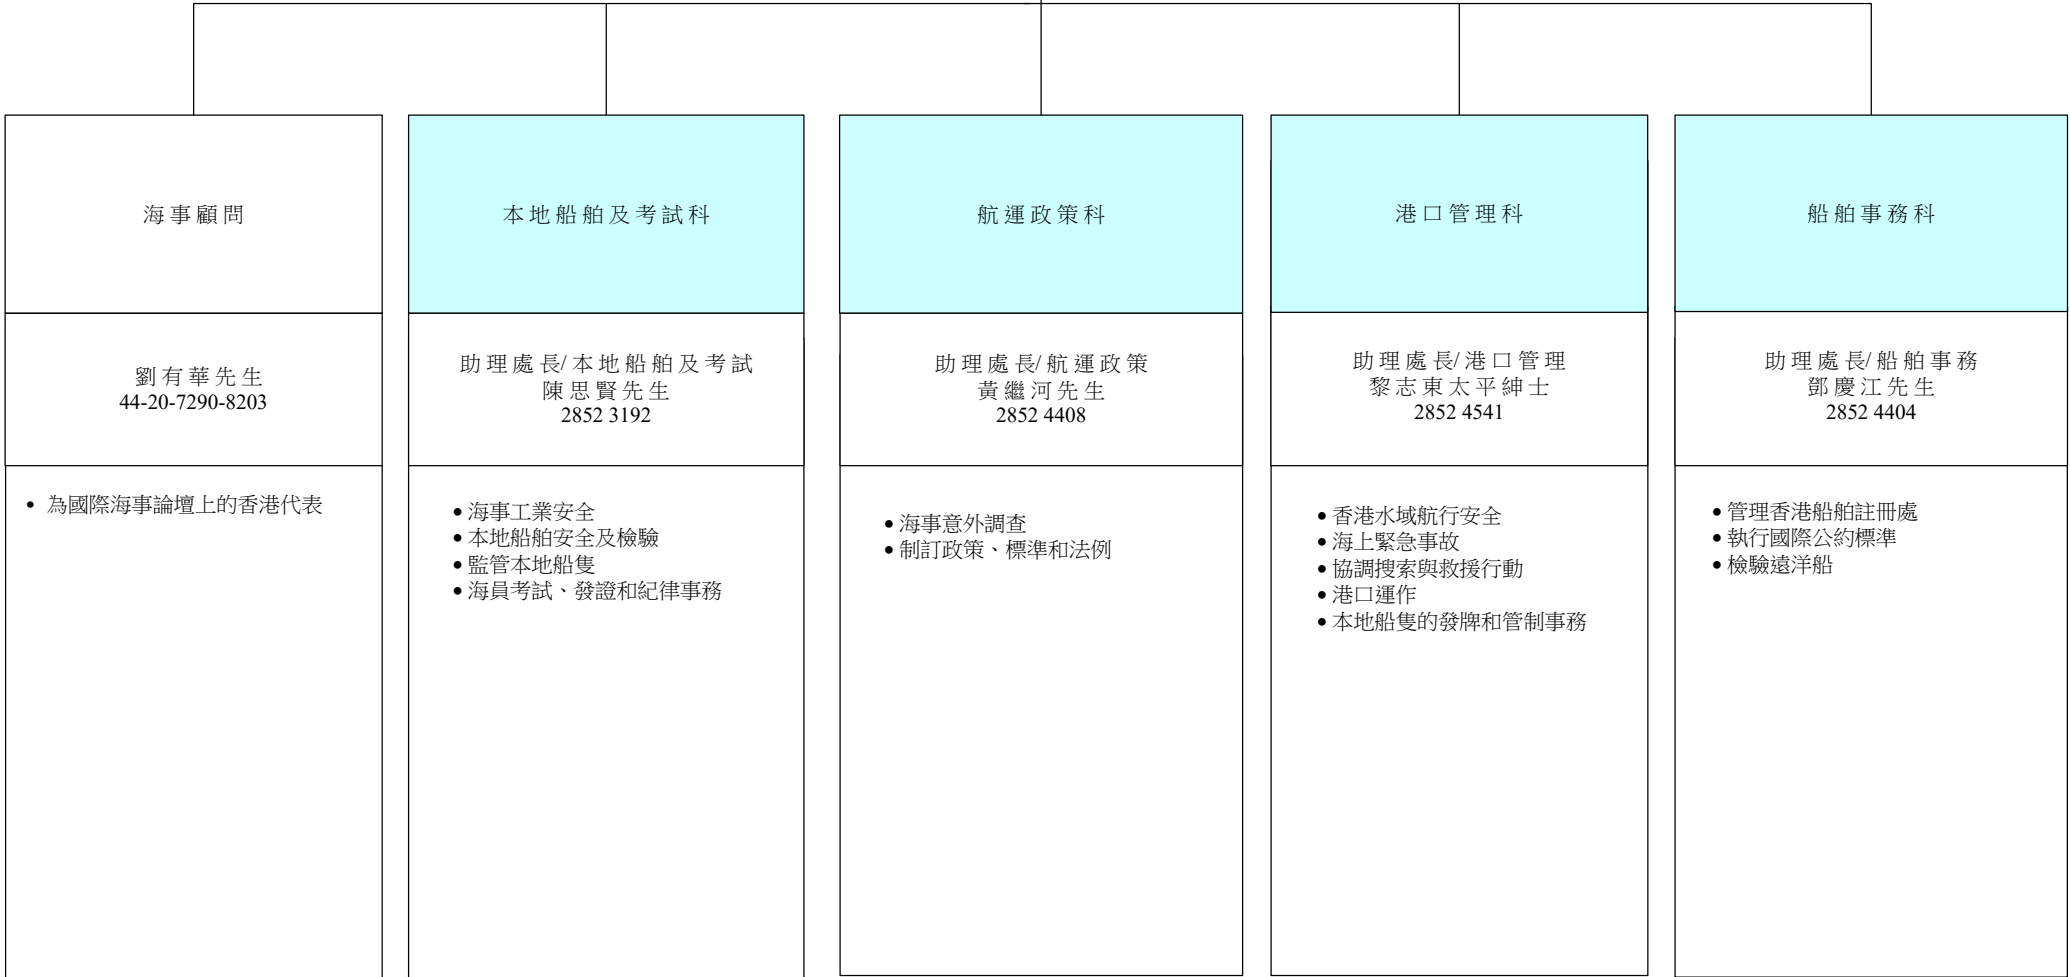 海事顧問
劉有華先生
44-20-7290-8203
• 為國際海事論壇上的香港代表
本地船舶及考試科
助理處長/本地船舶及考試
陳思賢先生
2852 3192
• 海事工業安全
• 本地船舶安全及檢驗
• 監管本地船隻
• 海員考試、發證和紀律事務
航運政策科
助理處長/航運政策
黃繼河先生
2852 4408
• 海事意外調查
• 制訂政策、標準和法例
港口管理科
助理處長/港口管理
黎志東太平紳士
2852 4541
• 香港水域航行安全
• 海上緊急事故
• 協調搜索與救援行動
• 港口運作
• 本地船隻的發牌和管制事務
船舶事務科
助理處長/船舶事務
鄧慶江先生
2852 4404
• 管理香港船舶註冊處
• 執行國際公約標準
• 檢驗遠洋船